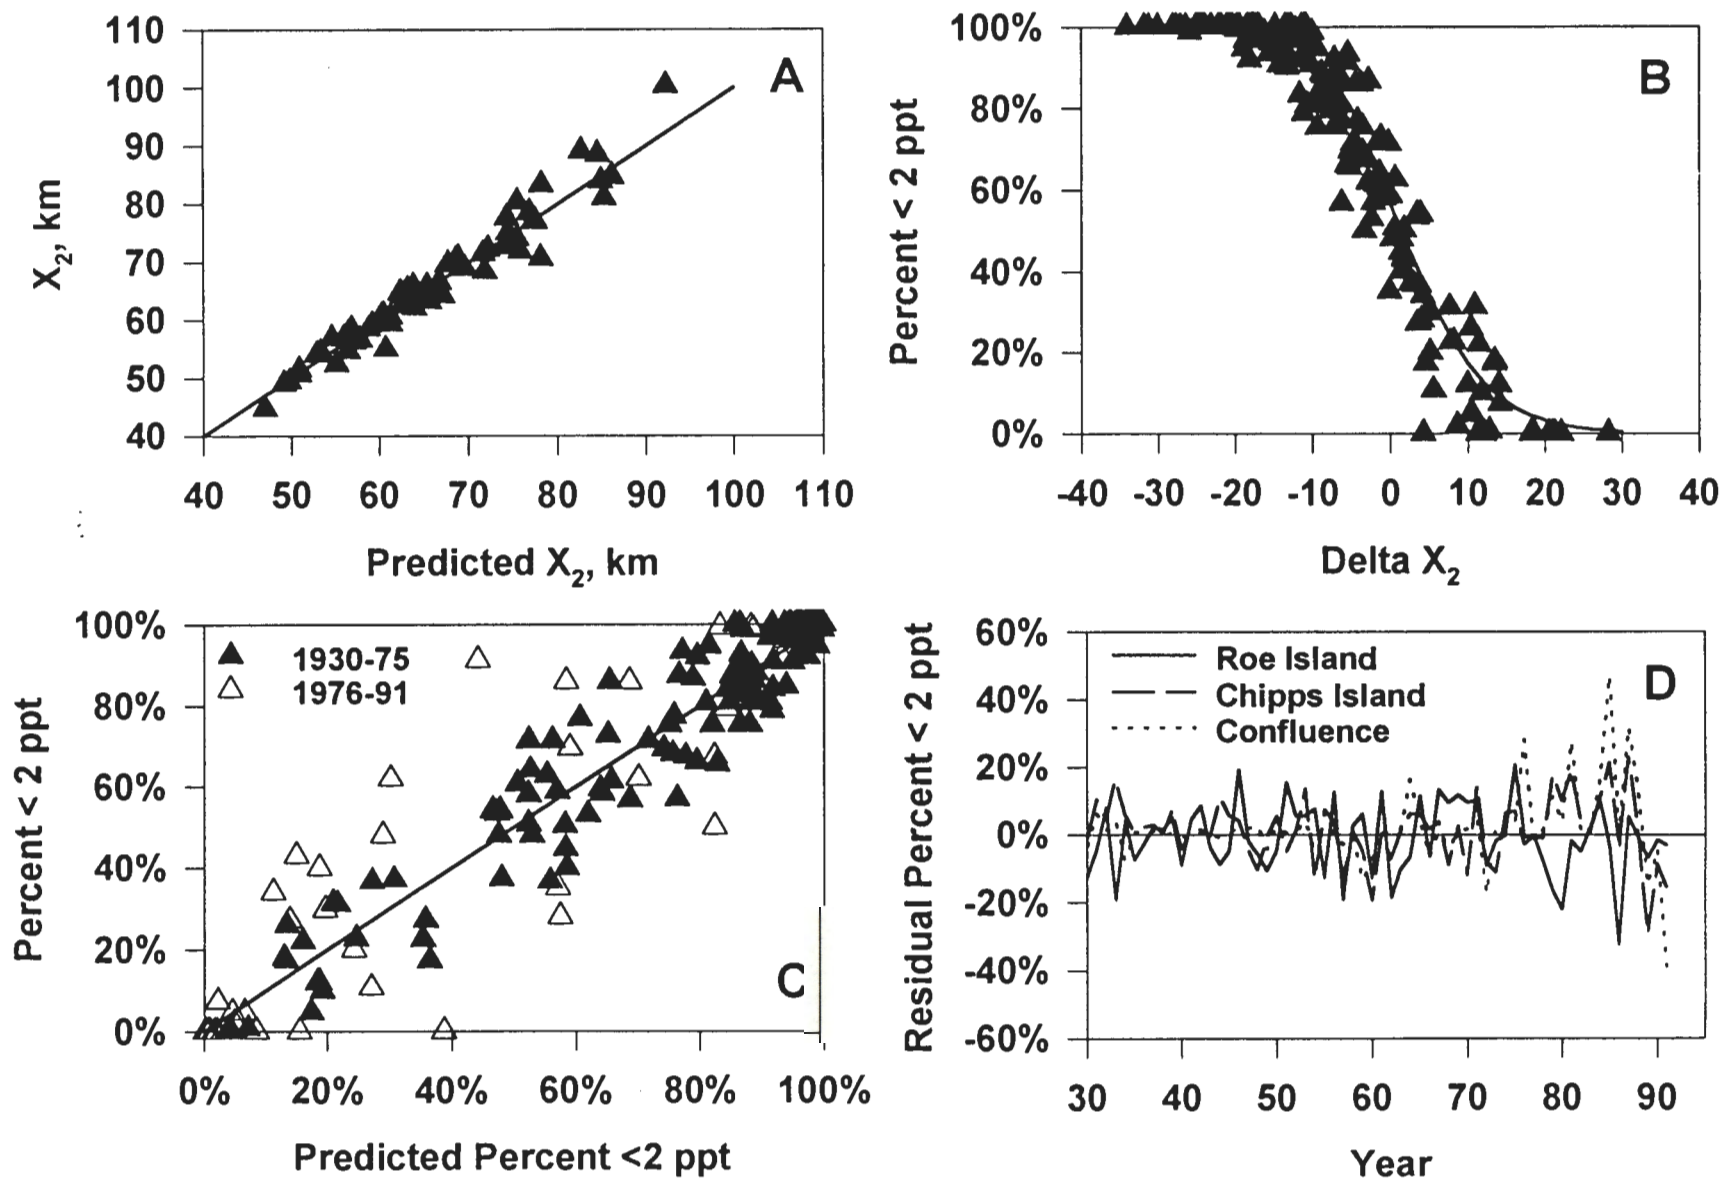 A
X2, km
110
100
90
80
70
60
50
40
40 50 60 70 80 90 100 110
Predicted X2, km
B
Percent < 2 ppt
100%
80%
60%
40%
20%
0%
-40 -30 -20 -10 0 10 20 30 40
Delta X2
C
Percent < 2 ppt
100%
80%
60%
40%
20%
0%
1930-75
1976-91
0% 20% 40% 60% 80% 100%
Predicted Percent <2 ppt
D
Residual Percent < 2 ppt
60%
40%
20%
0%
-20%
-40%
-60%
Roe Island
Chipps Island
Confluence
30 40 50 60 70 80 90
Year